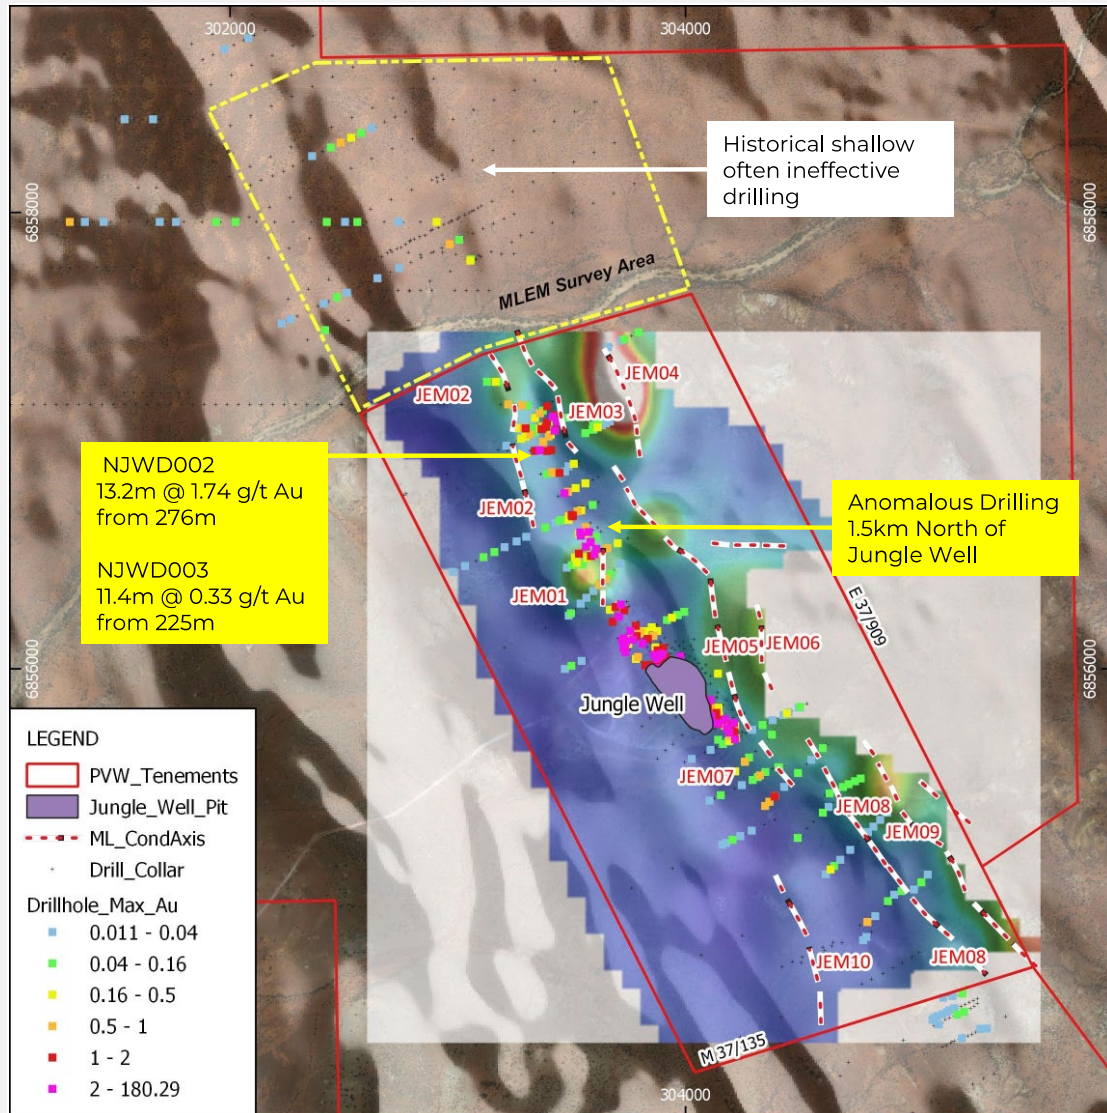 302000
304000
Historical shallow
often ineffective
drilling
6858000
6858000
MLEM Survey Area
JEM04
JEM02
JEM03
NJWD002
13.2m @ 1.74 g/t Au
from 276m
NJWD003
11.4m @ 0.33 g/t Au
from 225m
JEM02
Anomalous Drilling
1.5km North of
Jungle Well
JEM01
E 37/909
JEM05
JEM06
6856000
6856000
Jungle Well
JEM07
JEM08
JEM09
JEM08
JEM10
M 37/135
304000
LEGEND
PVW_Tenements
Jungle_Well_Pit
ML_CondAxis
Drill_Collar
Drillhole_Max_Au
0.011 - 0.04
0.04 - 0.16
0.16 - 0.5
0.5 - 1
1 - 2
2 - 180.29